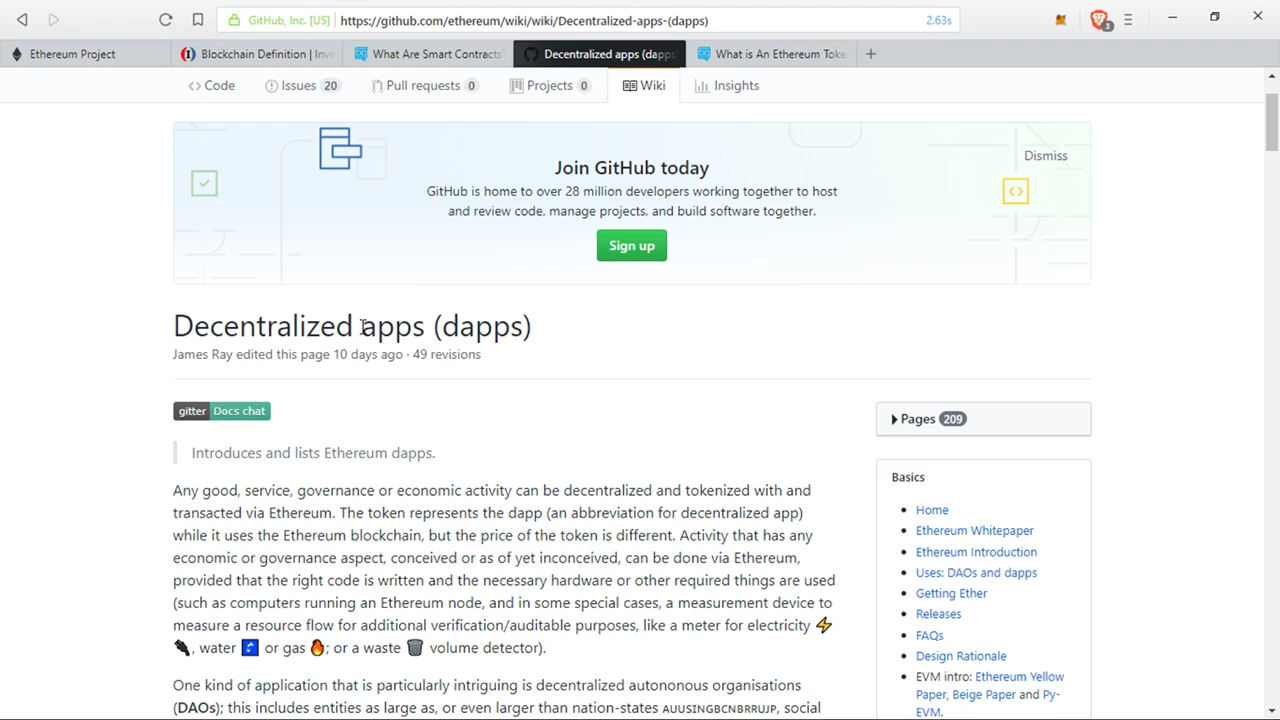 GitHub, Inc. [US]
https://github.com/ethereum/wiki/wiki/Decentralized-apps-(dapps)
2.63s
3
Ethereum Project
Blockchain Definition | Inve
What Are Smart Contracts?
Decentralized apps (dapps
What is An Ethereum Toke
Code
Issues 20
Pull requests 0
Projects 0
Wiki
Insights
Join GitHub today
Dismiss
GitHub is home to over 28 million developers working together to host
and review code, manage projects, and build software together.
Sign up
Decentralized apps (dapps)
James Ray edited this page 10 days ago · 49 revisions
gitter Docs chat
Introduces and lists Ethereum dapps.
Any good, service, governance or economic activity can be decentralized and tokenized with and
transacted via Ethereum. The token represents the dapp (an abbreviation for decentralized app)
while it uses the Ethereum blockchain, but the price of the token is different. Activity that has any
economic or governance aspect, conceived or as of yet inconceived, can be done via Ethereum,
provided that the right code is written and the necessary hardware or other required things are used
(such as computers running an Ethereum node, and in some special cases, a measurement device to
measure a resource flow for additional verification/auditable purposes, like a meter for electricity ⚡
🔌, water 🚰 or gas 🔥; or a waste 🗑 volume detector).
One kind of application that is particularly intriguing is decentralized autonomous organisations
(DAOs); this includes entities as large as, or even larger than nation-states ᴀᴜᴜsɪɴɢʙᴄɴʙʀʀᴜᴊᴘ, social
Pages 209
Basics
Home
Ethereum Whitepaper
Ethereum Introduction
Uses: DAOs and dapps
Getting Ether
Releases
FAQs
Design Rationale
EVM intro: Ethereum Yellow
Paper, Beige Paper and Py-
EVM.